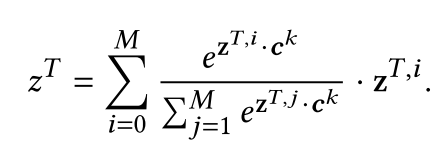 z^T = \sum_{i=0}^{M} \frac{e^{\mathbf{z}^{T,i} \cdot \mathbf{c}^k}}{\sum_{j=1}^{M} e^{\mathbf{z}^{T,j} \cdot \mathbf{c}^k}} \cdot \mathbf{z}^{T,i}.